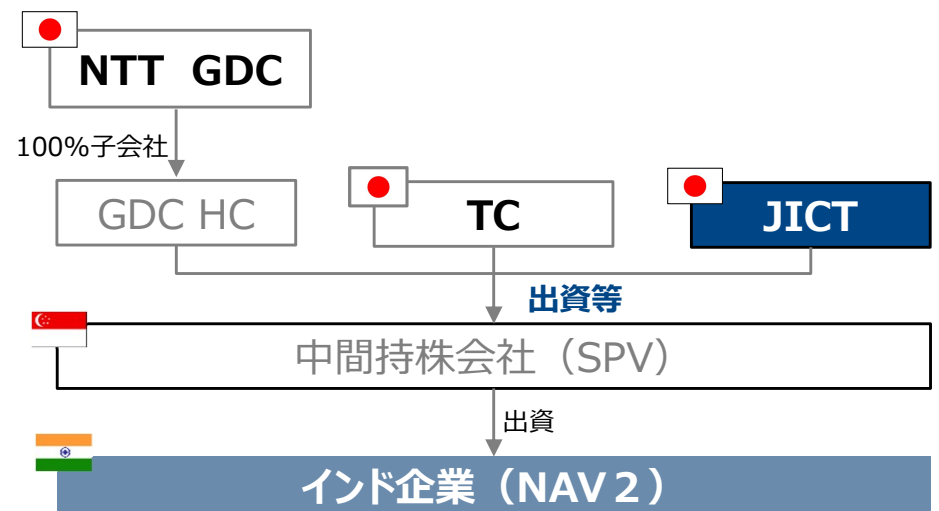 NTT GDC
100%子会社
GDC HC
TC
JICT
出資等
中間持株会社（SPV）
出資
インド企業（NAV２）